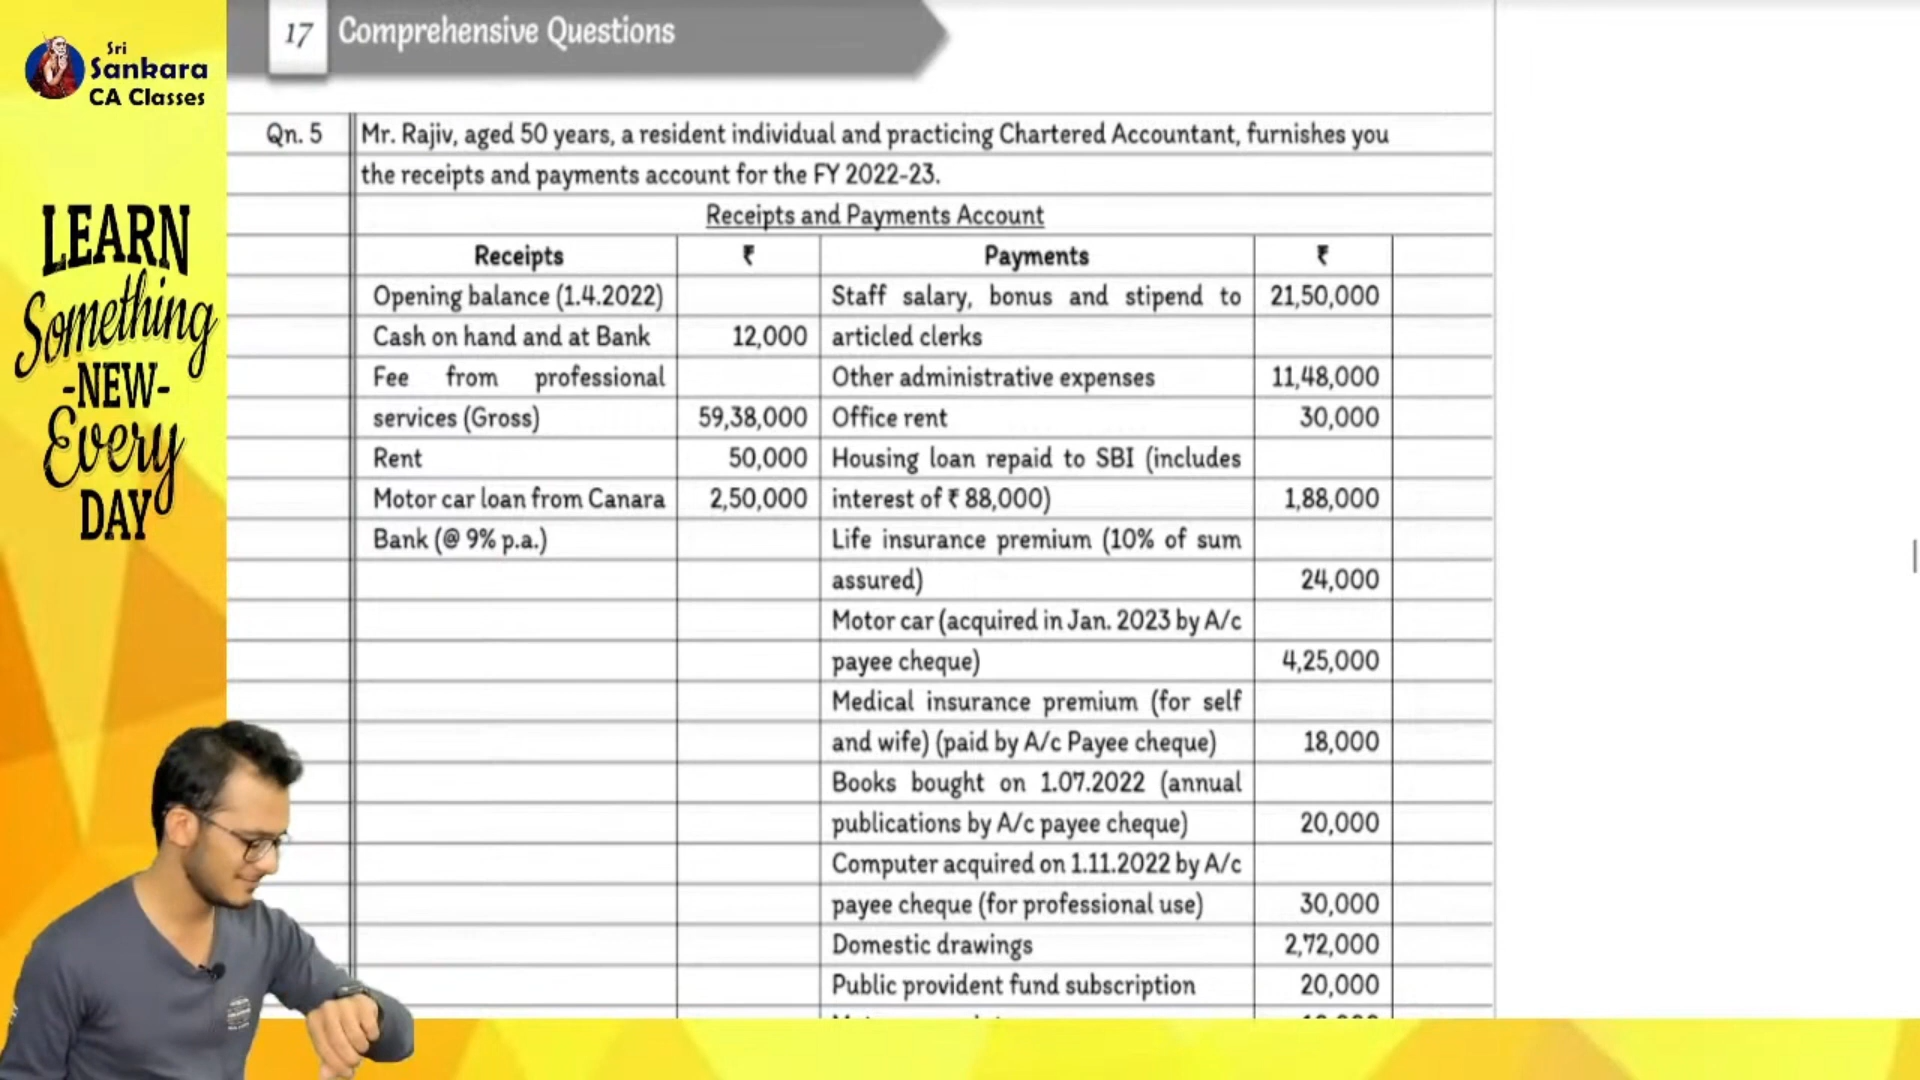 Sri
Sankara
CA Classes
LEARN
Something
-NEW-
Every
DAY
17 Comprehensive Questions
Qn. 5 Mr. Rajiv, aged 50 years, a resident individual and practicing Chartered Accountant, furnishes you
the receipts and payments account for the FY 2022-23.
Receipts and Payments Account
Receipts ₹ Payments ₹
Opening balance (1.4.2022) Staff salary, bonus and stipend to 21,50,000
Cash on hand and at Bank 12,000 articled clerks
Fee from professional Other administrative expenses 11,48,000
services (Gross) 59,38,000 Office rent 30,000
Rent 50,000 Housing loan repaid to SBI (includes
Motor car loan from Canara 2,50,000 interest of ₹ 88,000) 1,88,000
Bank (@ 9% p.a.) Life insurance premium (10% of sum
assured) 24,000
Motor car (acquired in Jan. 2023 by A/c
payee cheque) 4,25,000
Medical insurance premium (for self
and wife) (paid by A/c Payee cheque) 18,000
Books bought on 1.07.2022 (annual
publications by A/c payee cheque) 20,000
Computer acquired on 1.11.2022 by A/c
payee cheque (for professional use) 30,000
Domestic drawings 2,72,000
Public provident fund subscription 20,000